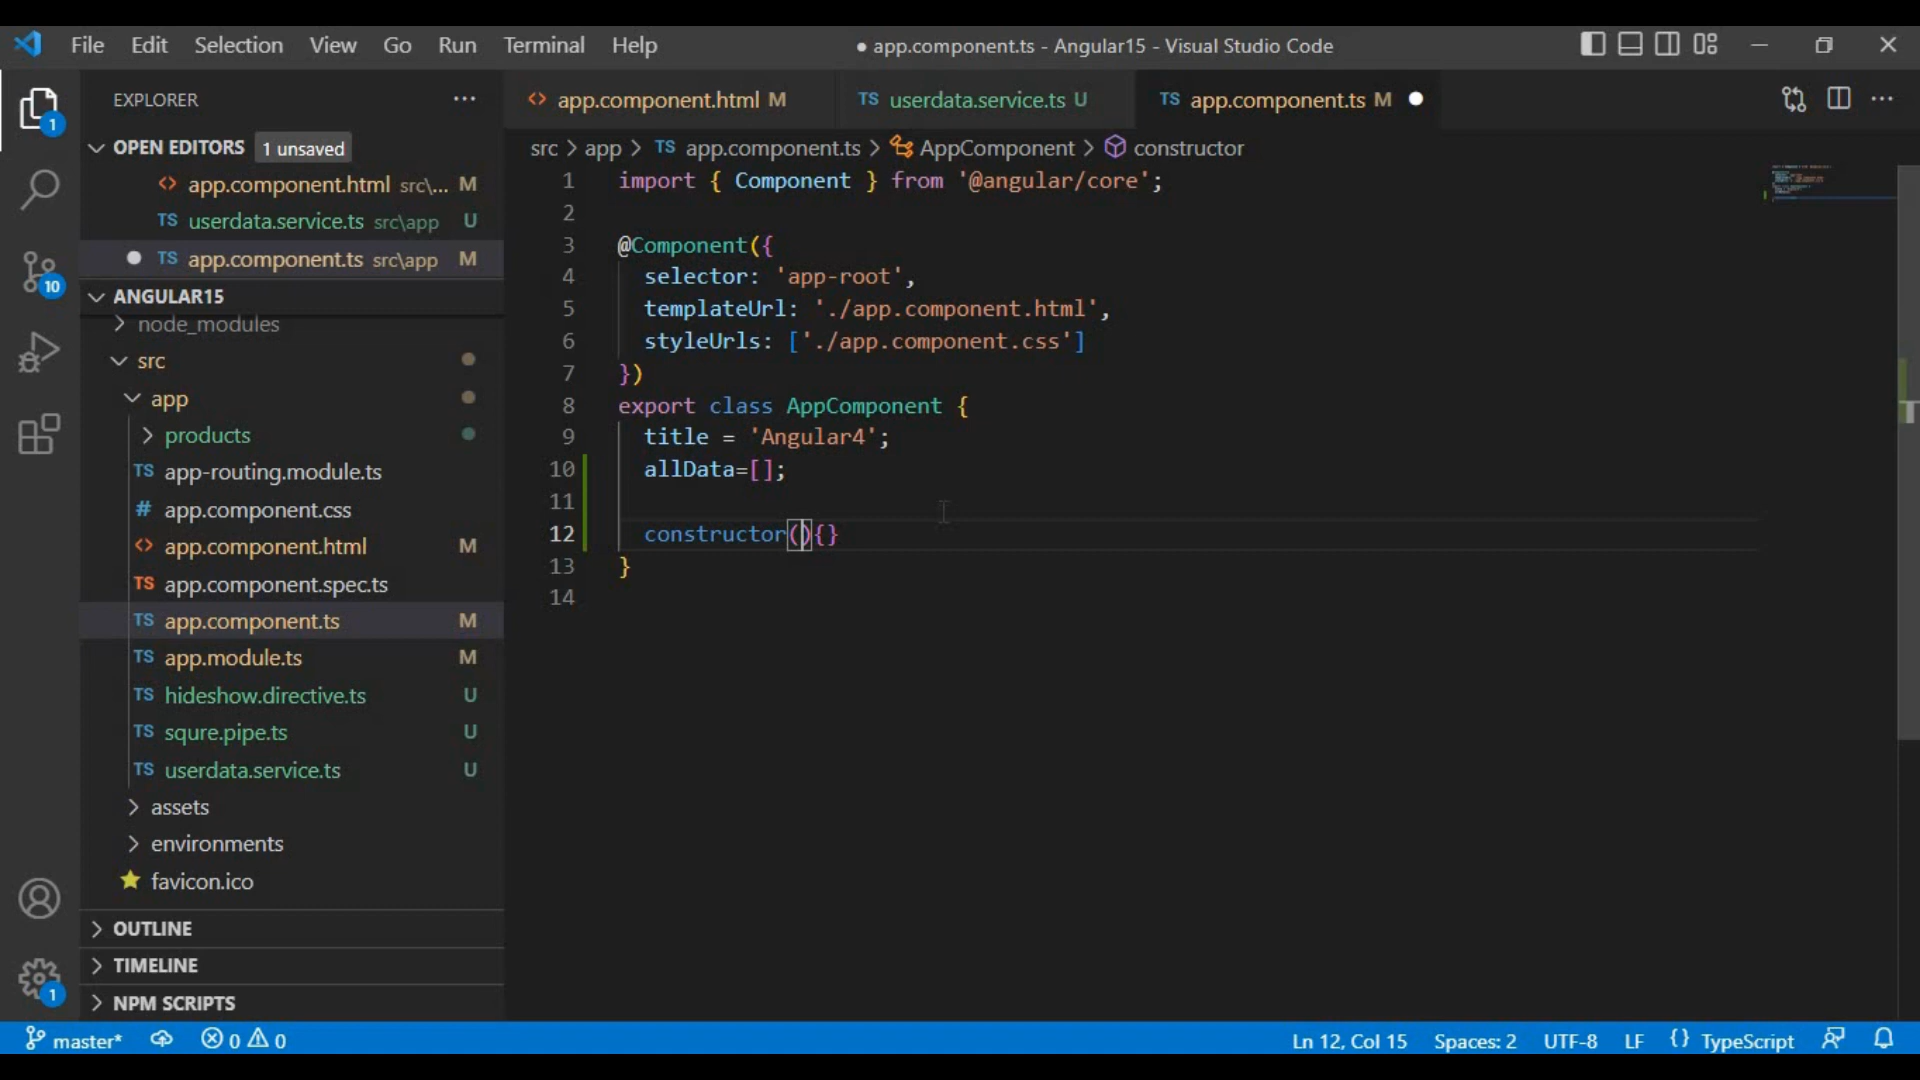 File Edit Selection View Go Run Terminal Help
● app.component.ts - Angular15 - Visual Studio Code
EXPLORER
OPEN EDITORS 1 unsaved
app.component.html src\... M
TS userdata.service.ts src\app U
TS app.component.ts src\app M
ANGULAR15
node_modules
src
app
products
TS app-routing.module.ts
# app.component.css
<> app.component.html M
TS app.component.spec.ts
TS app.component.ts M
TS app.module.ts M
TS hideshow.directive.ts U
TS squre.pipe.ts U
TS userdata.service.ts U
assets
environments
favicon.ico
OUTLINE
TIMELINE
NPM SCRIPTS
1
10
1
<> app.component.html M TS userdata.service.ts U TS app.component.ts M
src > app > TS app.component.ts > AppComponent > constructor
1 import { Component } from '@angular/core';
2
3 @Component({
4 selector: 'app-root',
5 templateUrl: './app.component.html',
6 styleUrls: ['./app.component.css']
7 })
8 export class AppComponent {
9 title = 'Angular4';
10 allData=[];
11
12 constructor(){}
13 }
14
master* 0 0 Ln 12, Col 15 Spaces: 2 UTF-8 LF {} TypeScript